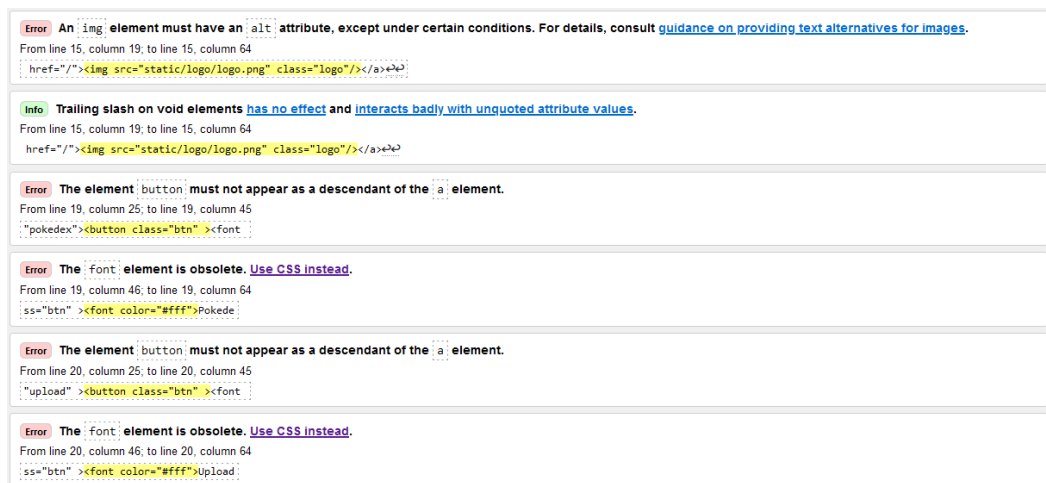 Error An img element must have an alt attribute, except under certain conditions. For details, consult guidance on providing text alternatives for images.
From line 15, column 19; to line 15, column 64
href="/"><img src="static/logo/logo.png" class="logo"/></a>↩↩
Info Trailing slash on void elements has no effect and interacts badly with unquoted attribute values.
From line 15, column 19; to line 15, column 64
href="/"><img src="static/logo/logo.png" class="logo"/></a>↩↩
Error The element button must not appear as a descendant of the a element.
From line 19, column 25; to line 19, column 45
"pokedex"><button class="btn" ><font
Error The font element is obsolete. Use CSS instead.
From line 19, column 46; to line 19, column 64
ss="btn" ><font color="#fff">Pokede
Error The element button must not appear as a descendant of the a element.
From line 20, column 25; to line 20, column 45
"upload" ><button class="btn" ><font
Error The font element is obsolete. Use CSS instead.
From line 20, column 46; to line 20, column 64
ss="btn" ><font color="#fff">Upload